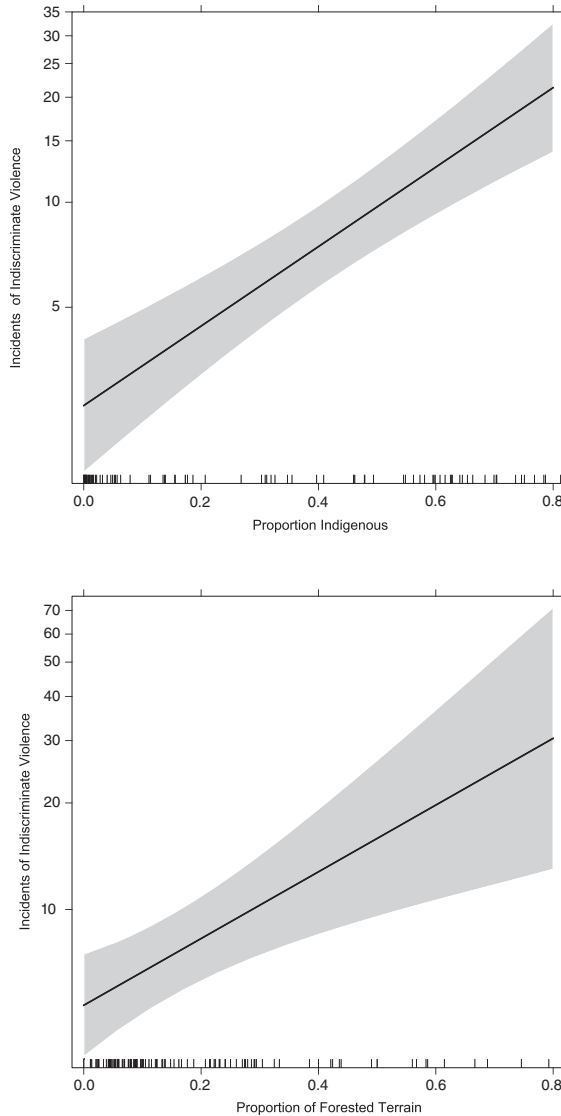 35
30
25
20
15
10
5
Incidents of Indiscriminate Violence
0.0 0.2 0.4 0.6 0.8
Proportion Indigenous
70
60
50
40
30
20
10
Incidents of Indiscriminate Violence
0.0 0.2 0.4 0.6 0.8
Proportion of Forested Terrain